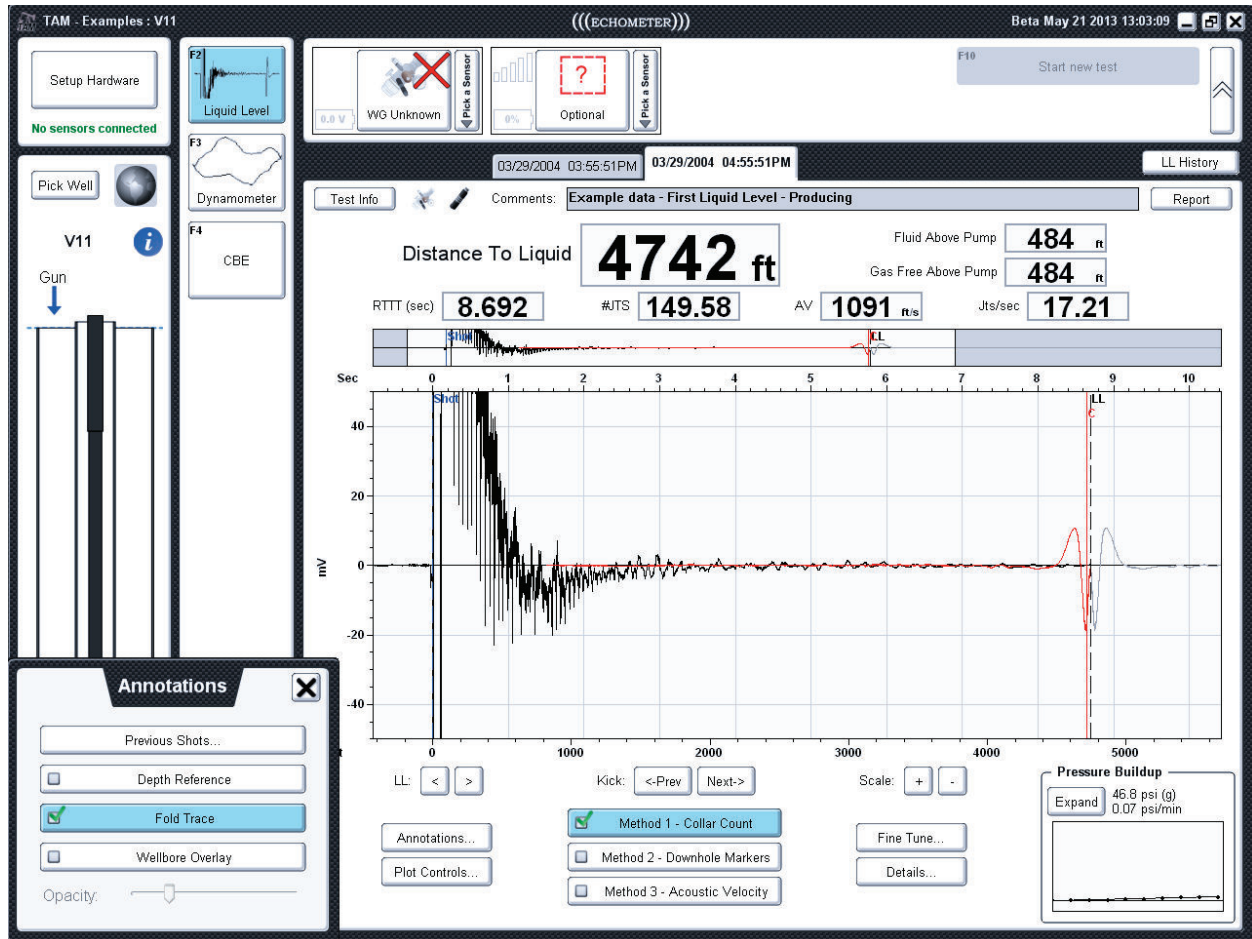 TAM - Examples : V11
(((ECHOMETER)))
Beta May 21 2013 13:03:09
Setup Hardware
No sensors connected
F2
Liquid Level
F3
Dynamometer
F4
CBE
0.0 V
WG Unknown
Pick a Sensor
0%
?
Optional
Pick a Sensor
F10
Start new test
03/29/2004 03:55:51PM
03/29/2004 04:55:51PM
LL History
Pick Well
V11
i
Gun
Test Info
Comments:
Example data - First Liquid Level - Producing
Report
Distance To Liquid
4742 ft
Fluid Above Pump
484 ft
Gas Free Above Pump
484 ft
RTTT (sec)
8.692
#JTS
149.58
AV
1091 ft/s
Jts/sec
17.21
Shot
LL
Sec
0 1 2 3 4 5 6 7 8 9 10
Shot
LL
C
40
20
0
-20
-40
mV
0 1000 2000 3000 4000 5000
LL: < >
Kick: <-Prev Next->
Scale: + -
Annotations...
Plot Controls...
Method 1 - Collar Count
Method 2 - Downhole Markers
Method 3 - Acoustic Velocity
Fine Tune...
Details...
Pressure Buildup
Expand
46.8 psi (g)
0.07 psi/min
Annotations
Previous Shots...
Depth Reference
Fold Trace
Wellbore Overlay
Opacity: